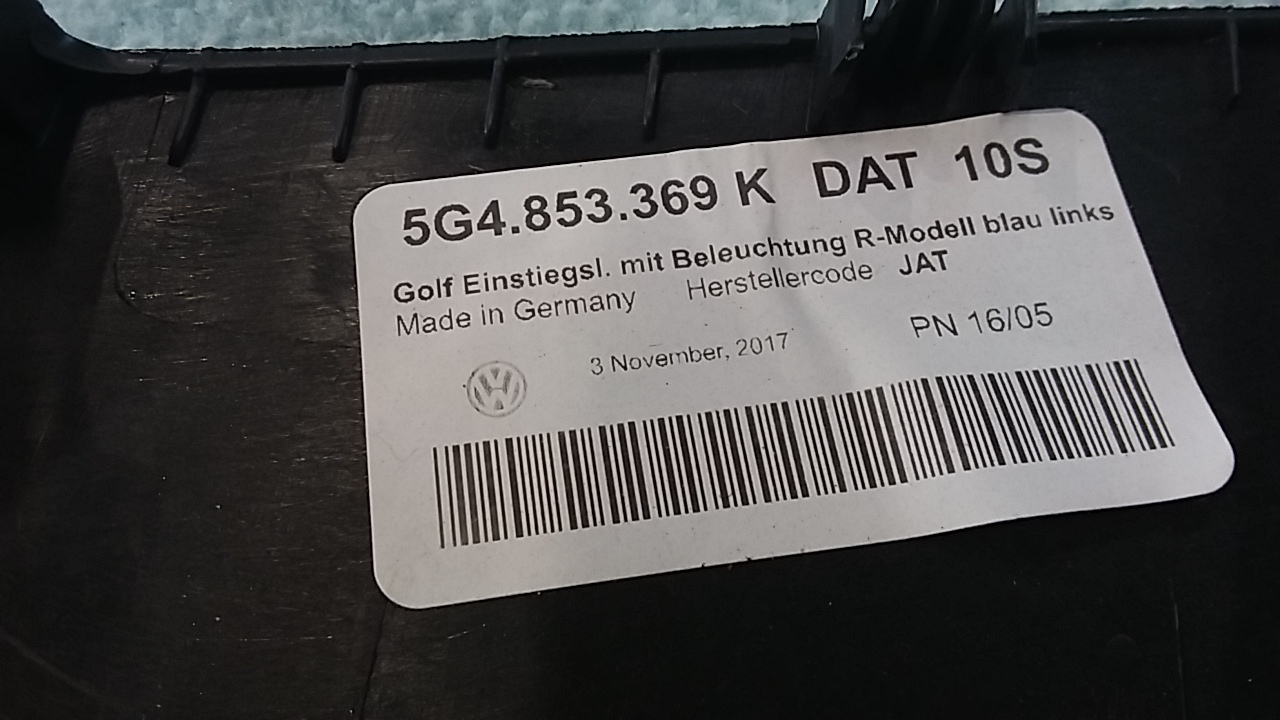 5G4.853.369 K DAT 10S
Golf Einstiegsl. mit Beleuchtung R-Modell blau links
Made in Germany Herstellercode JAT
3 November, 2017 PN 16/05